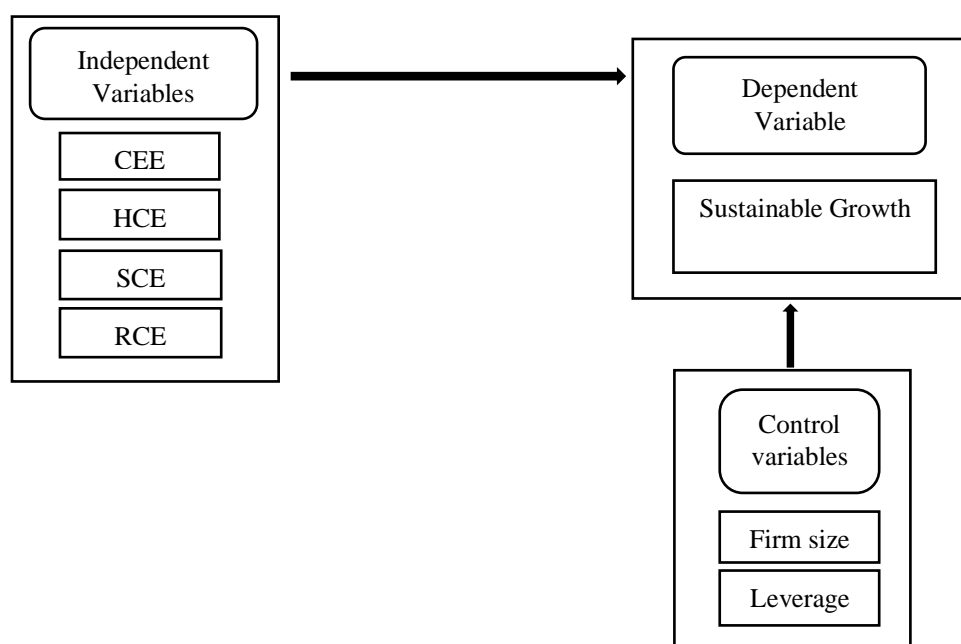 Independent
Variables
CEE
HCE
SCE
RCE
Dependent
Variable
Sustainable Growth
Control
variables
Firm size
Leverage